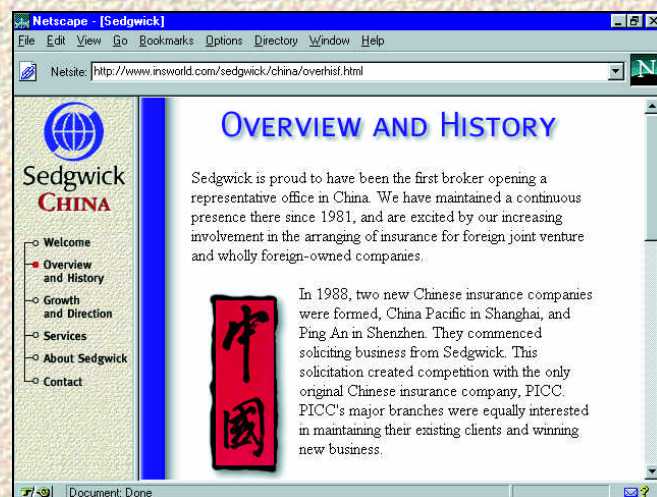 Netscape - [Sedgwick]
File Edit View Go Bookmarks Options Directory Window Help
Netsite: http://www.insworld.com/sedgwick/china/overhisf.html
N
Sedgwick
CHINA
Welcome
Overview
and History
Growth
and Direction
Services
About Sedgwick
Contact
OVERVIEW AND HISTORY
Sedgwick is proud to have been the first broker opening a
representative office in China. We have maintained a continuous
presence there since 1981, and are excited by our increasing
involvement in the arranging of insurance for foreign joint venture
and wholly foreign-owned companies.
中
國
In 1988, two new Chinese insurance companies
were formed, China Pacific in Shanghai, and
Ping An in Shenzhen. They commenced
soliciting business from Sedgwick. This
solicitation created competition with the only
original Chinese insurance company, PICC.
PICC's major branches were equally interested
in maintaining their existing clients and winning
new business.
Document: Done